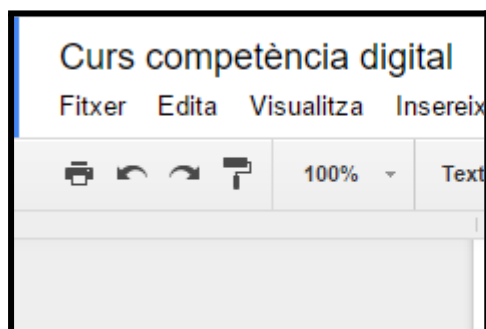 Curs competència digital
Fitxer Edita Visualitza Insereix
100% Text